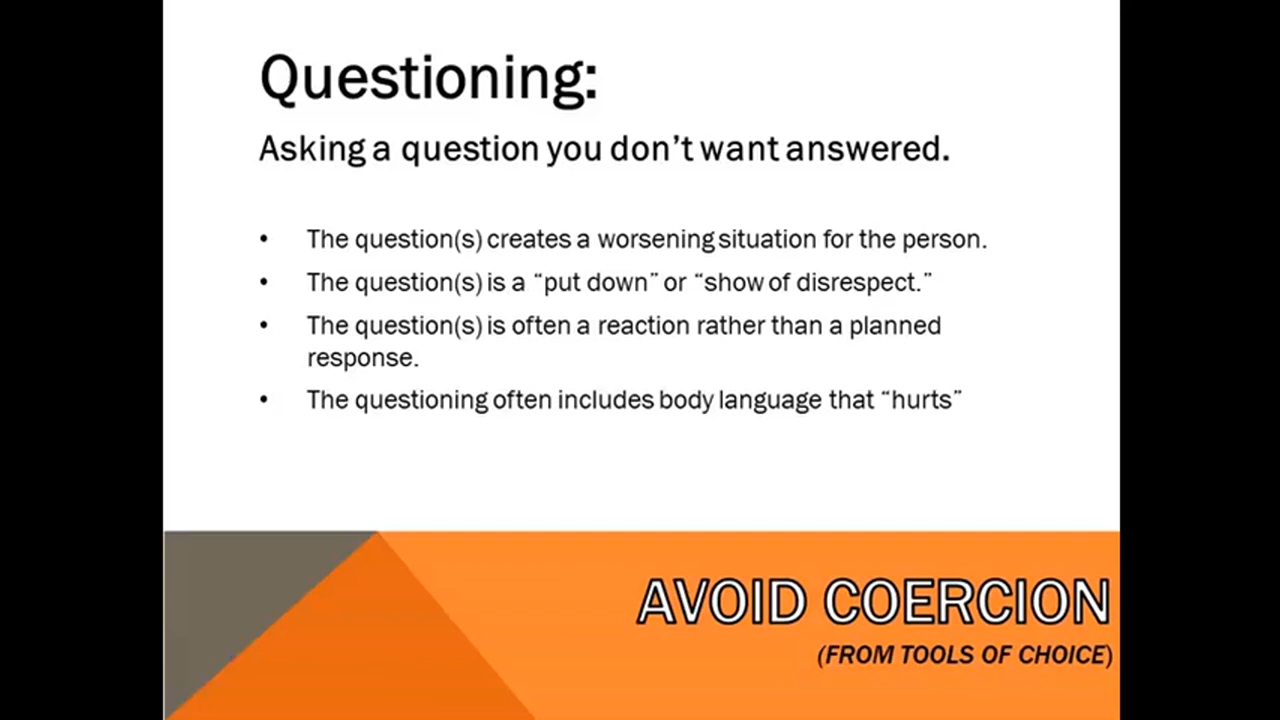 Questioning:
Asking a question you don't want answered.
• The question(s) creates a worsening situation for the person.
• The question(s) is a “put down” or “show of disrespect.”
• The question(s) is often a reaction rather than a planned
response.
• The questioning often includes body language that “hurts”
AVOID COERCION
(FROM TOOLS OF CHOICE)